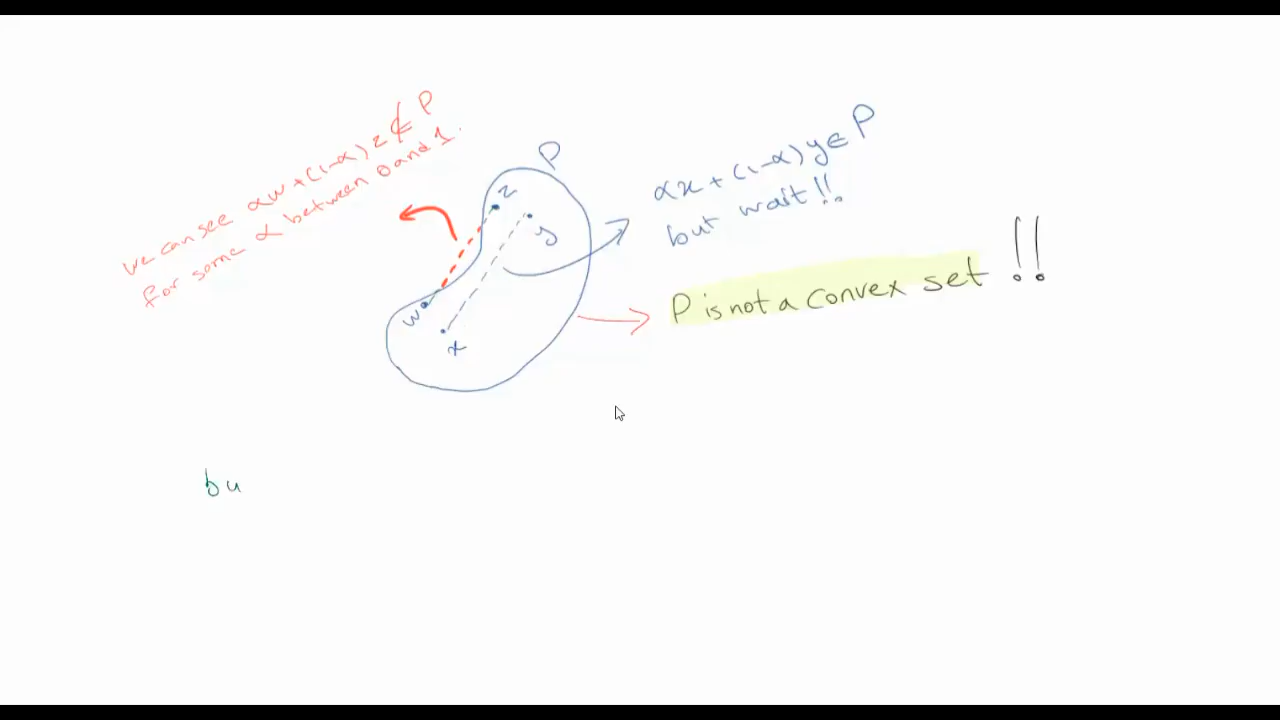 we can see αw+(1-α)z∉P
for some α between 0 and 1.
P
z
y
w
x
αx+(1-α)y∈P
but wait!!
P is not a convex set !!
bu